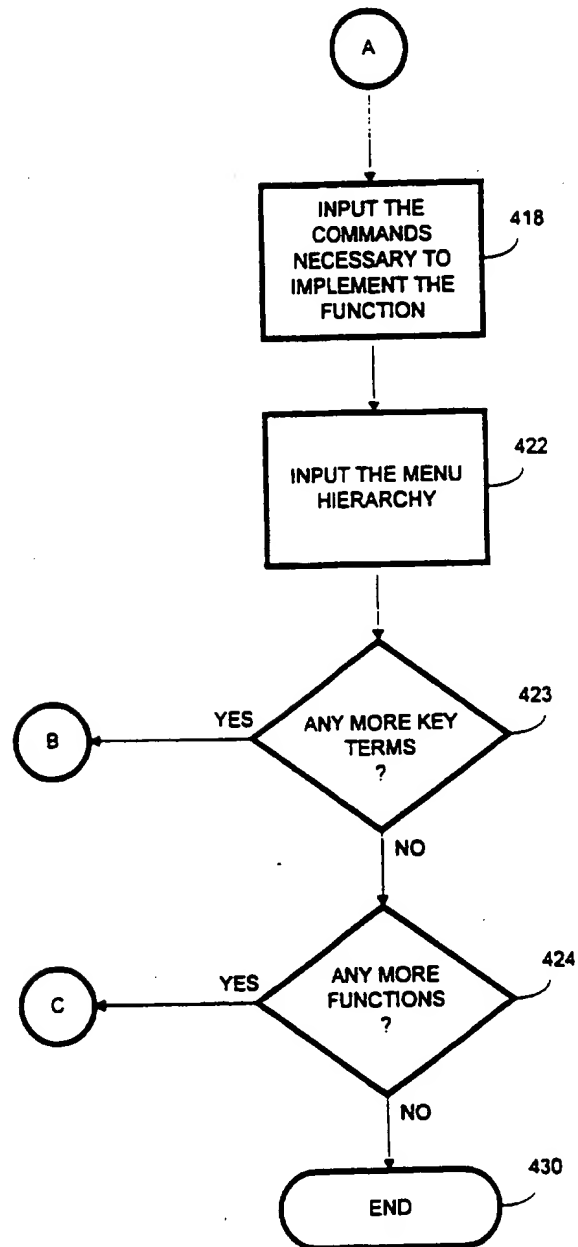 A
INPUT THE
COMMANDS
NECESSARY TO
IMPLEMENT THE
FUNCTION
418
INPUT THE MENU
HIERARCHY
422
ANY MORE KEY
TERMS
?
423
YES
B
NO
ANY MORE
FUNCTIONS
?
424
YES
C
NO
END
430